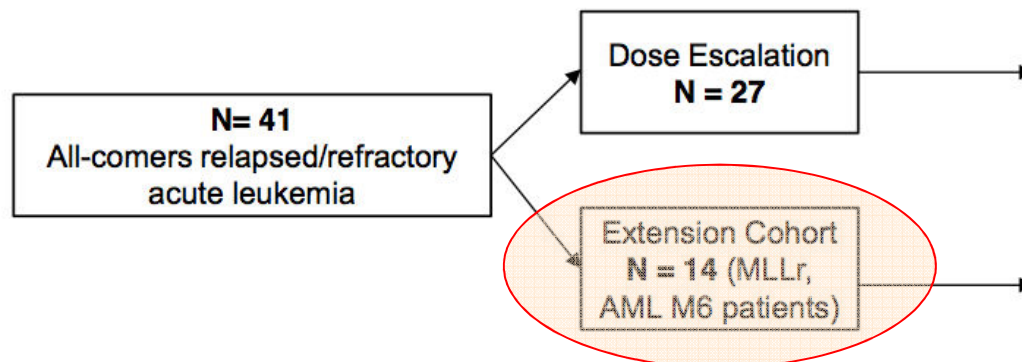 N= 41
All-comers relapsed/refractory
acute leukemia
Dose Escalation
N = 27
Extension Cohort
N = 14 (MLLr,
AML M6 patients)